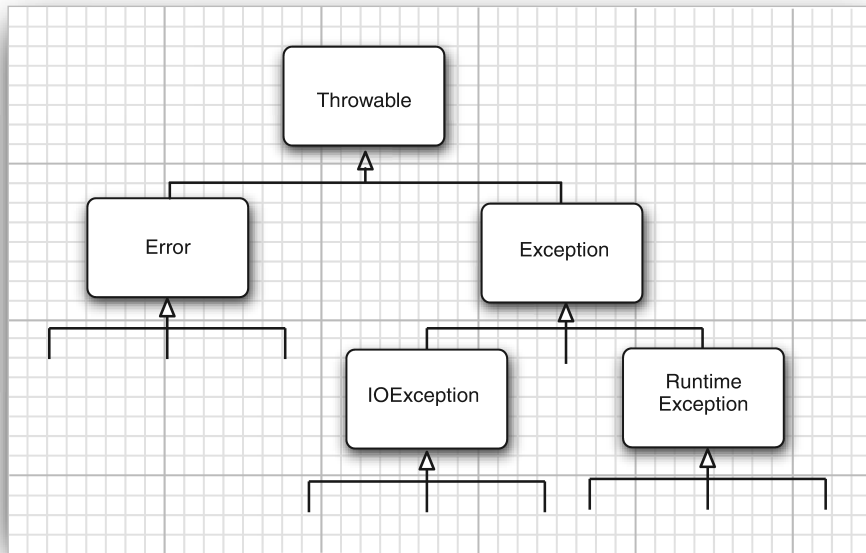 Throwable
Error
Exception
IOException
Runtime
Exception